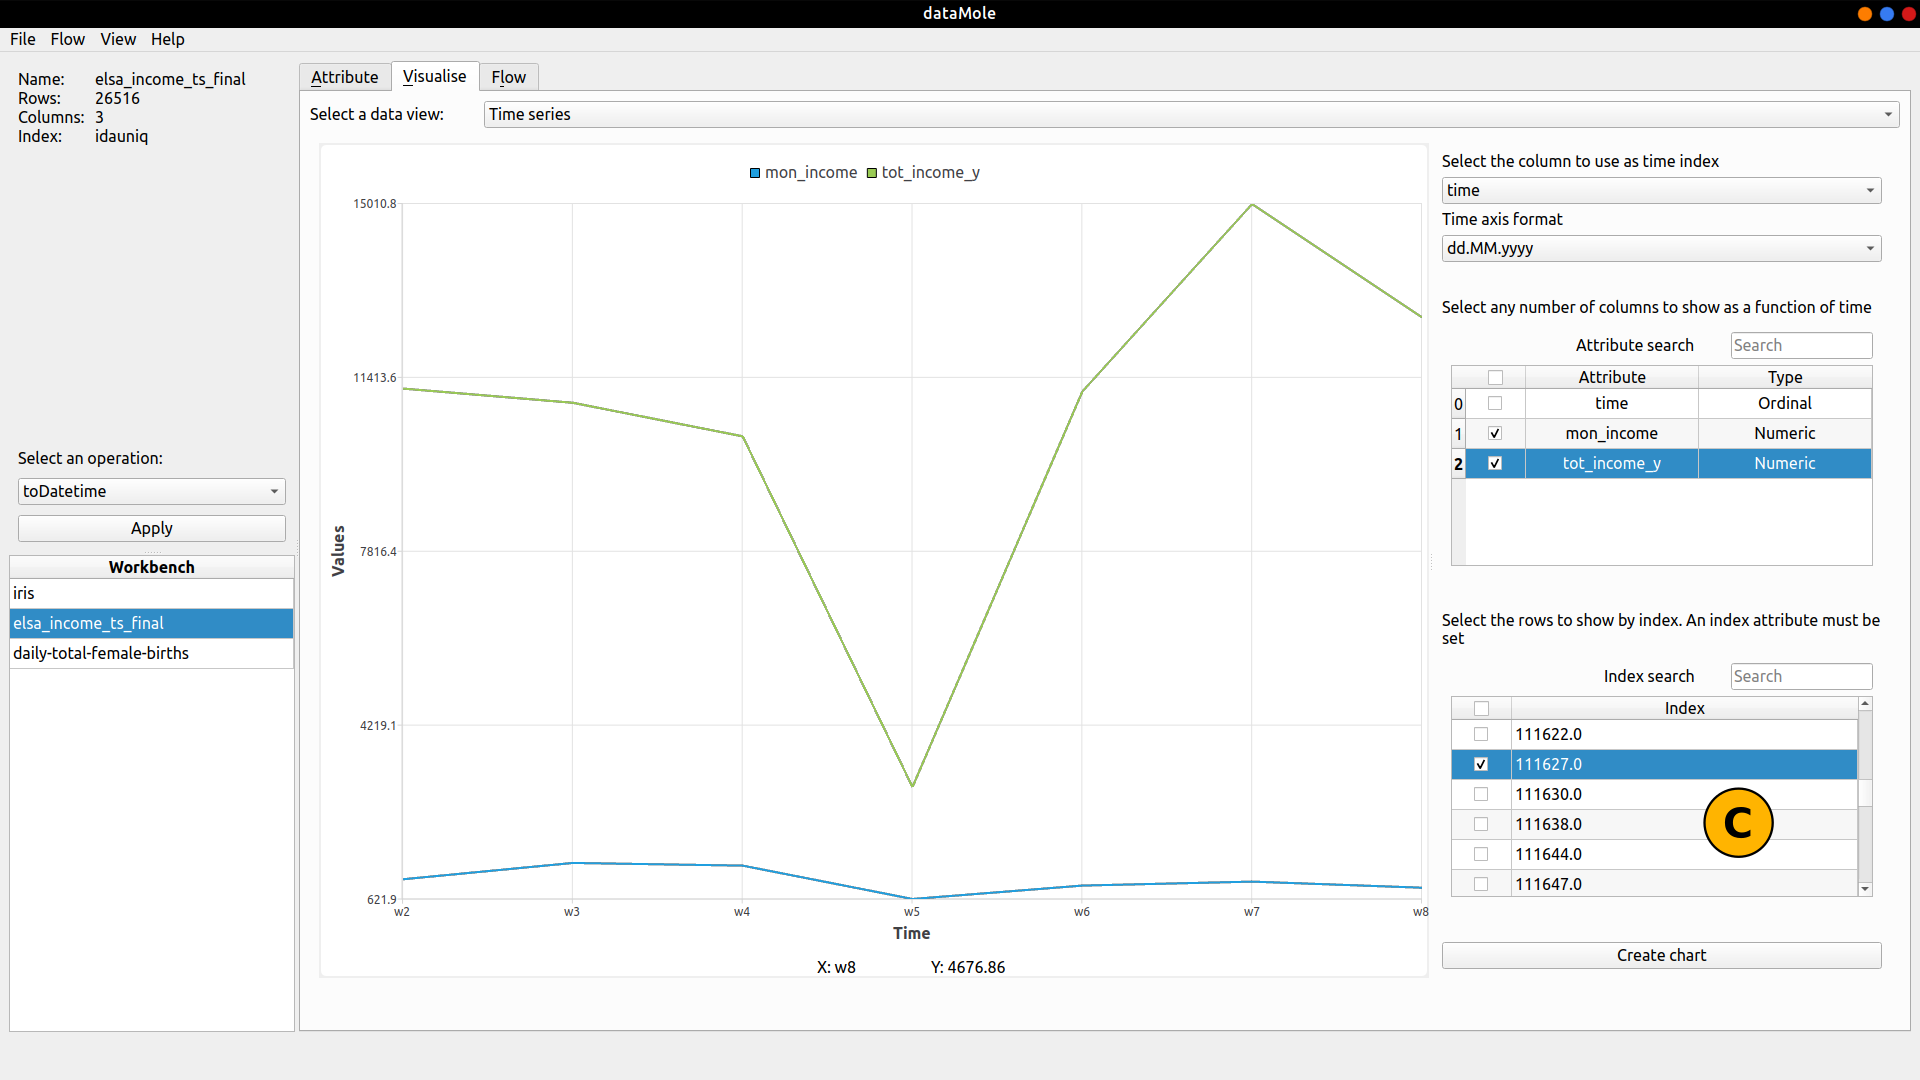 dataMole
File Flow View Help
Name: elsa_income_ts_final
Rows: 26516
Columns: 3
Index: idauniq
Select an operation:
toDatetime
Apply
Workbench
iris
elsa_income_ts_final
daily-total-female-births
Attribute Visualise Flow
Select a data view: Time series
mon_income tot_income_y
15010.8
11413.6
7816.4
4219.1
621.9
Values
w2 w3 w4 w5 w6 w7 w8
Time
X: w8 Y: 4676.86
Select the column to use as time index
time
Time axis format
dd.MM.yyyy
Select any number of columns to show as a function of time
Attribute search Search
Attribute Type
0 time Ordinal
1 mon_income Numeric
2 tot_income_y Numeric
Select the rows to show by index. An index attribute must be
set
Index search Search
Index
111622.0
111627.0
111630.0
111638.0
111644.0
111647.0
C
Create chart